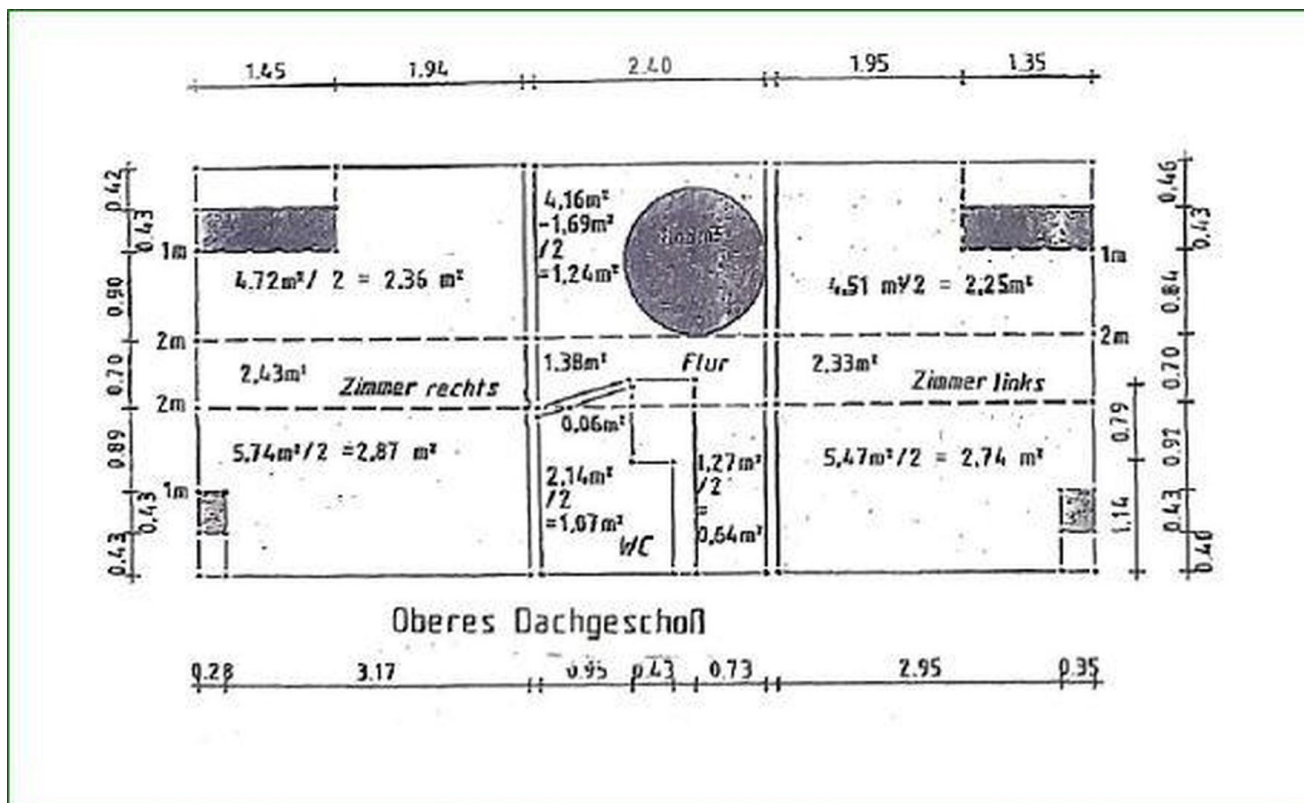 1.45 1.94 2.40 1.95 1.35
0.42
0.43
1m
0.90
2m
0.70
2m
0.89
1m
0.43
0.43
4.72m²/ 2 = 2.36 m²
2,43m²
Zimmer rechts
5.74m²/2 =2,87 m²
4,16m²
-1,69m²
/2
=1,24m²
1.38m²
Flur
0,06m²
2,14m²
/2
=1,07m²
WC
1,27m²
/2
=
0,64m²
4,51 m²/2 = 2,25m²
2,33m²
Zimmer links
5,47m²/2 = 2,74 m²
0.46
0.43
1m
0.84
2m
0.70
0.79
0.43
1.14
0.40
Oberes Dachgeschoß
0.28 3.17 0.95 0.43 0.73 2.95 0.35